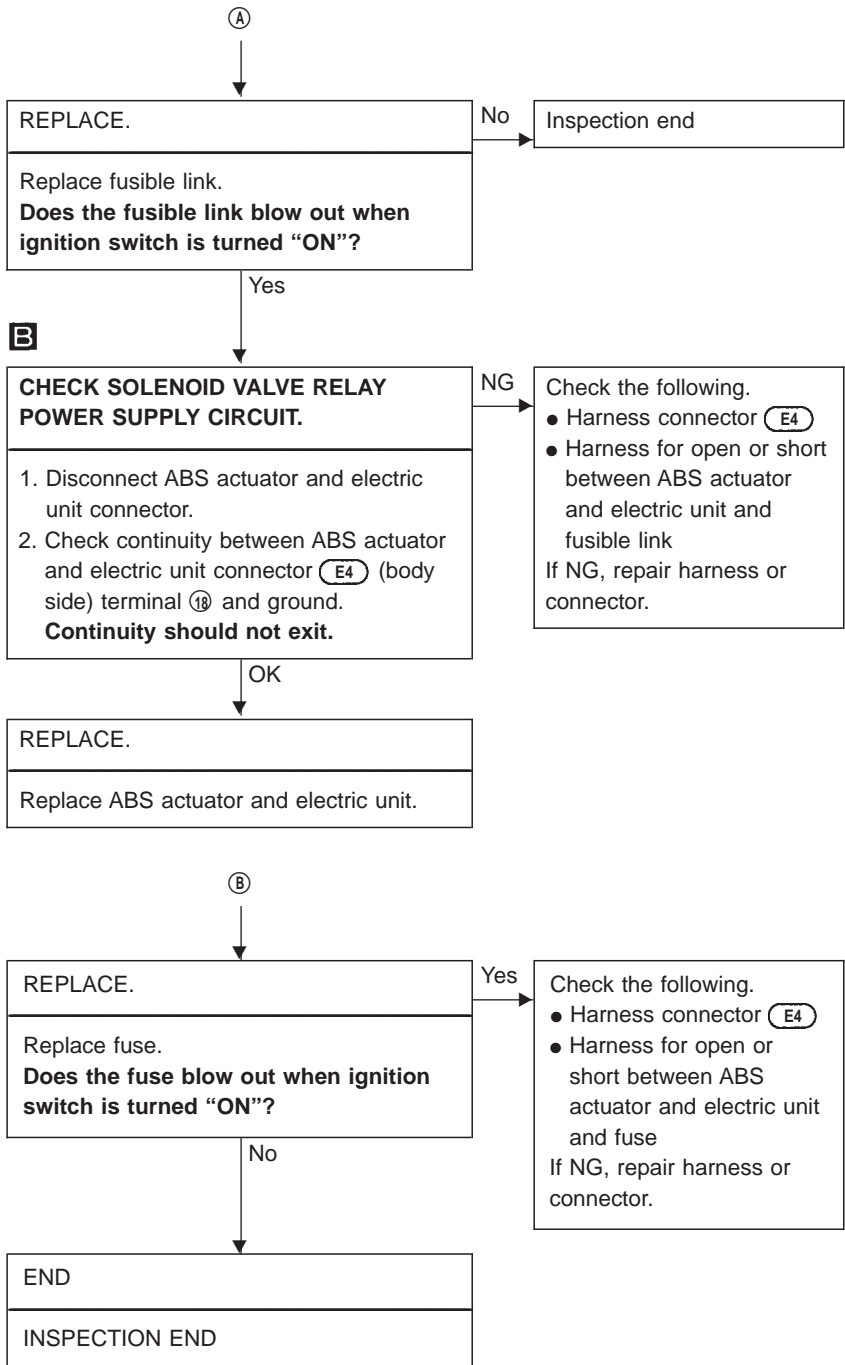 Ⓐ
REPLACE.
Replace fusible link.
Does the fusible link blow out when
ignition switch is turned “ON”?
No
Inspection end
Yes
B
CHECK SOLENOID VALVE RELAY
POWER SUPPLY CIRCUIT.
1. Disconnect ABS actuator and electric
unit connector.
2. Check continuity between ABS actuator
and electric unit connector E4 (body
side) terminal ⑱ and ground.
Continuity should not exit.
NG
Check the following.
● Harness connector E4
● Harness for open or short
between ABS actuator
and electric unit and
fusible link
If NG, repair harness or
connector.
OK
REPLACE.
Replace ABS actuator and electric unit.
Ⓑ
REPLACE.
Replace fuse.
Does the fuse blow out when ignition
switch is turned “ON”?
Yes
Check the following.
● Harness connector E4
● Harness for open or
short between ABS
actuator and electric unit
and fuse
If NG, repair harness or
connector.
No
END
INSPECTION END